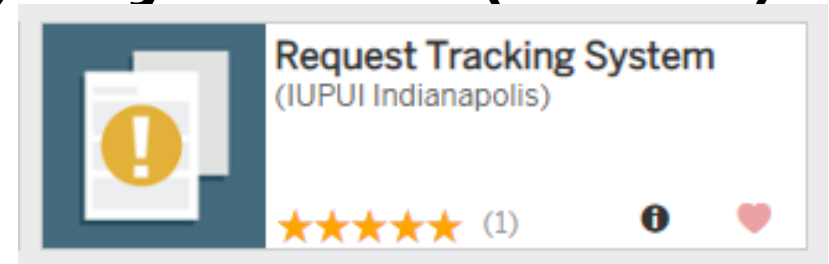 Request Tracking System
(IUPUI Indianapolis)
(1)